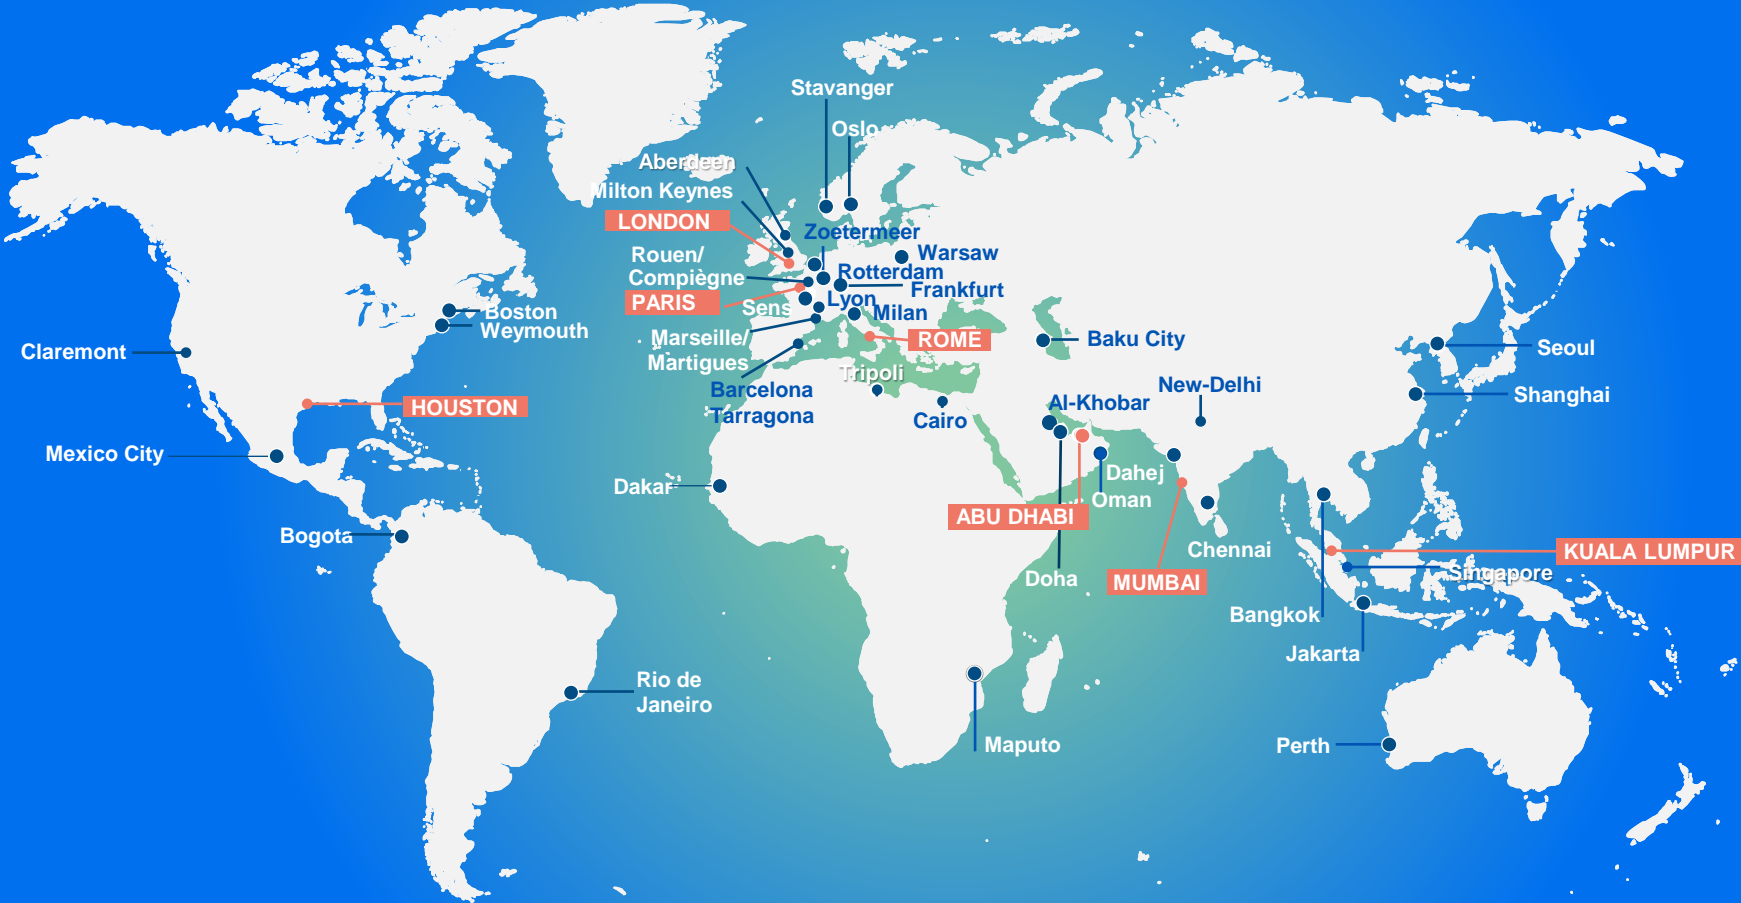 Stavanger
Oslo
Aberdeen
Milton Keynes
LONDON
Zoetermeer
Rouen/
Compiègne
Warsaw
Rotterdam
Frankfurt
PARIS
Sens
Lyon
Milan
Boston
Weymouth
Marseille/
Martigues
ROME
Baku City
Claremont
Seoul
Tripoli
Barcelona
Tarragona
New-Delhi
Shanghai
HOUSTON
Al-Khobar
Cairo
Mexico City
Dahej
Dakar
Oman
ABU DHABI
Bogota
Chennai
KUALA LUMPUR
Doha
MUMBAI
Singapore
Bangkok
Jakarta
Rio de
Janeiro
Maputo
Perth